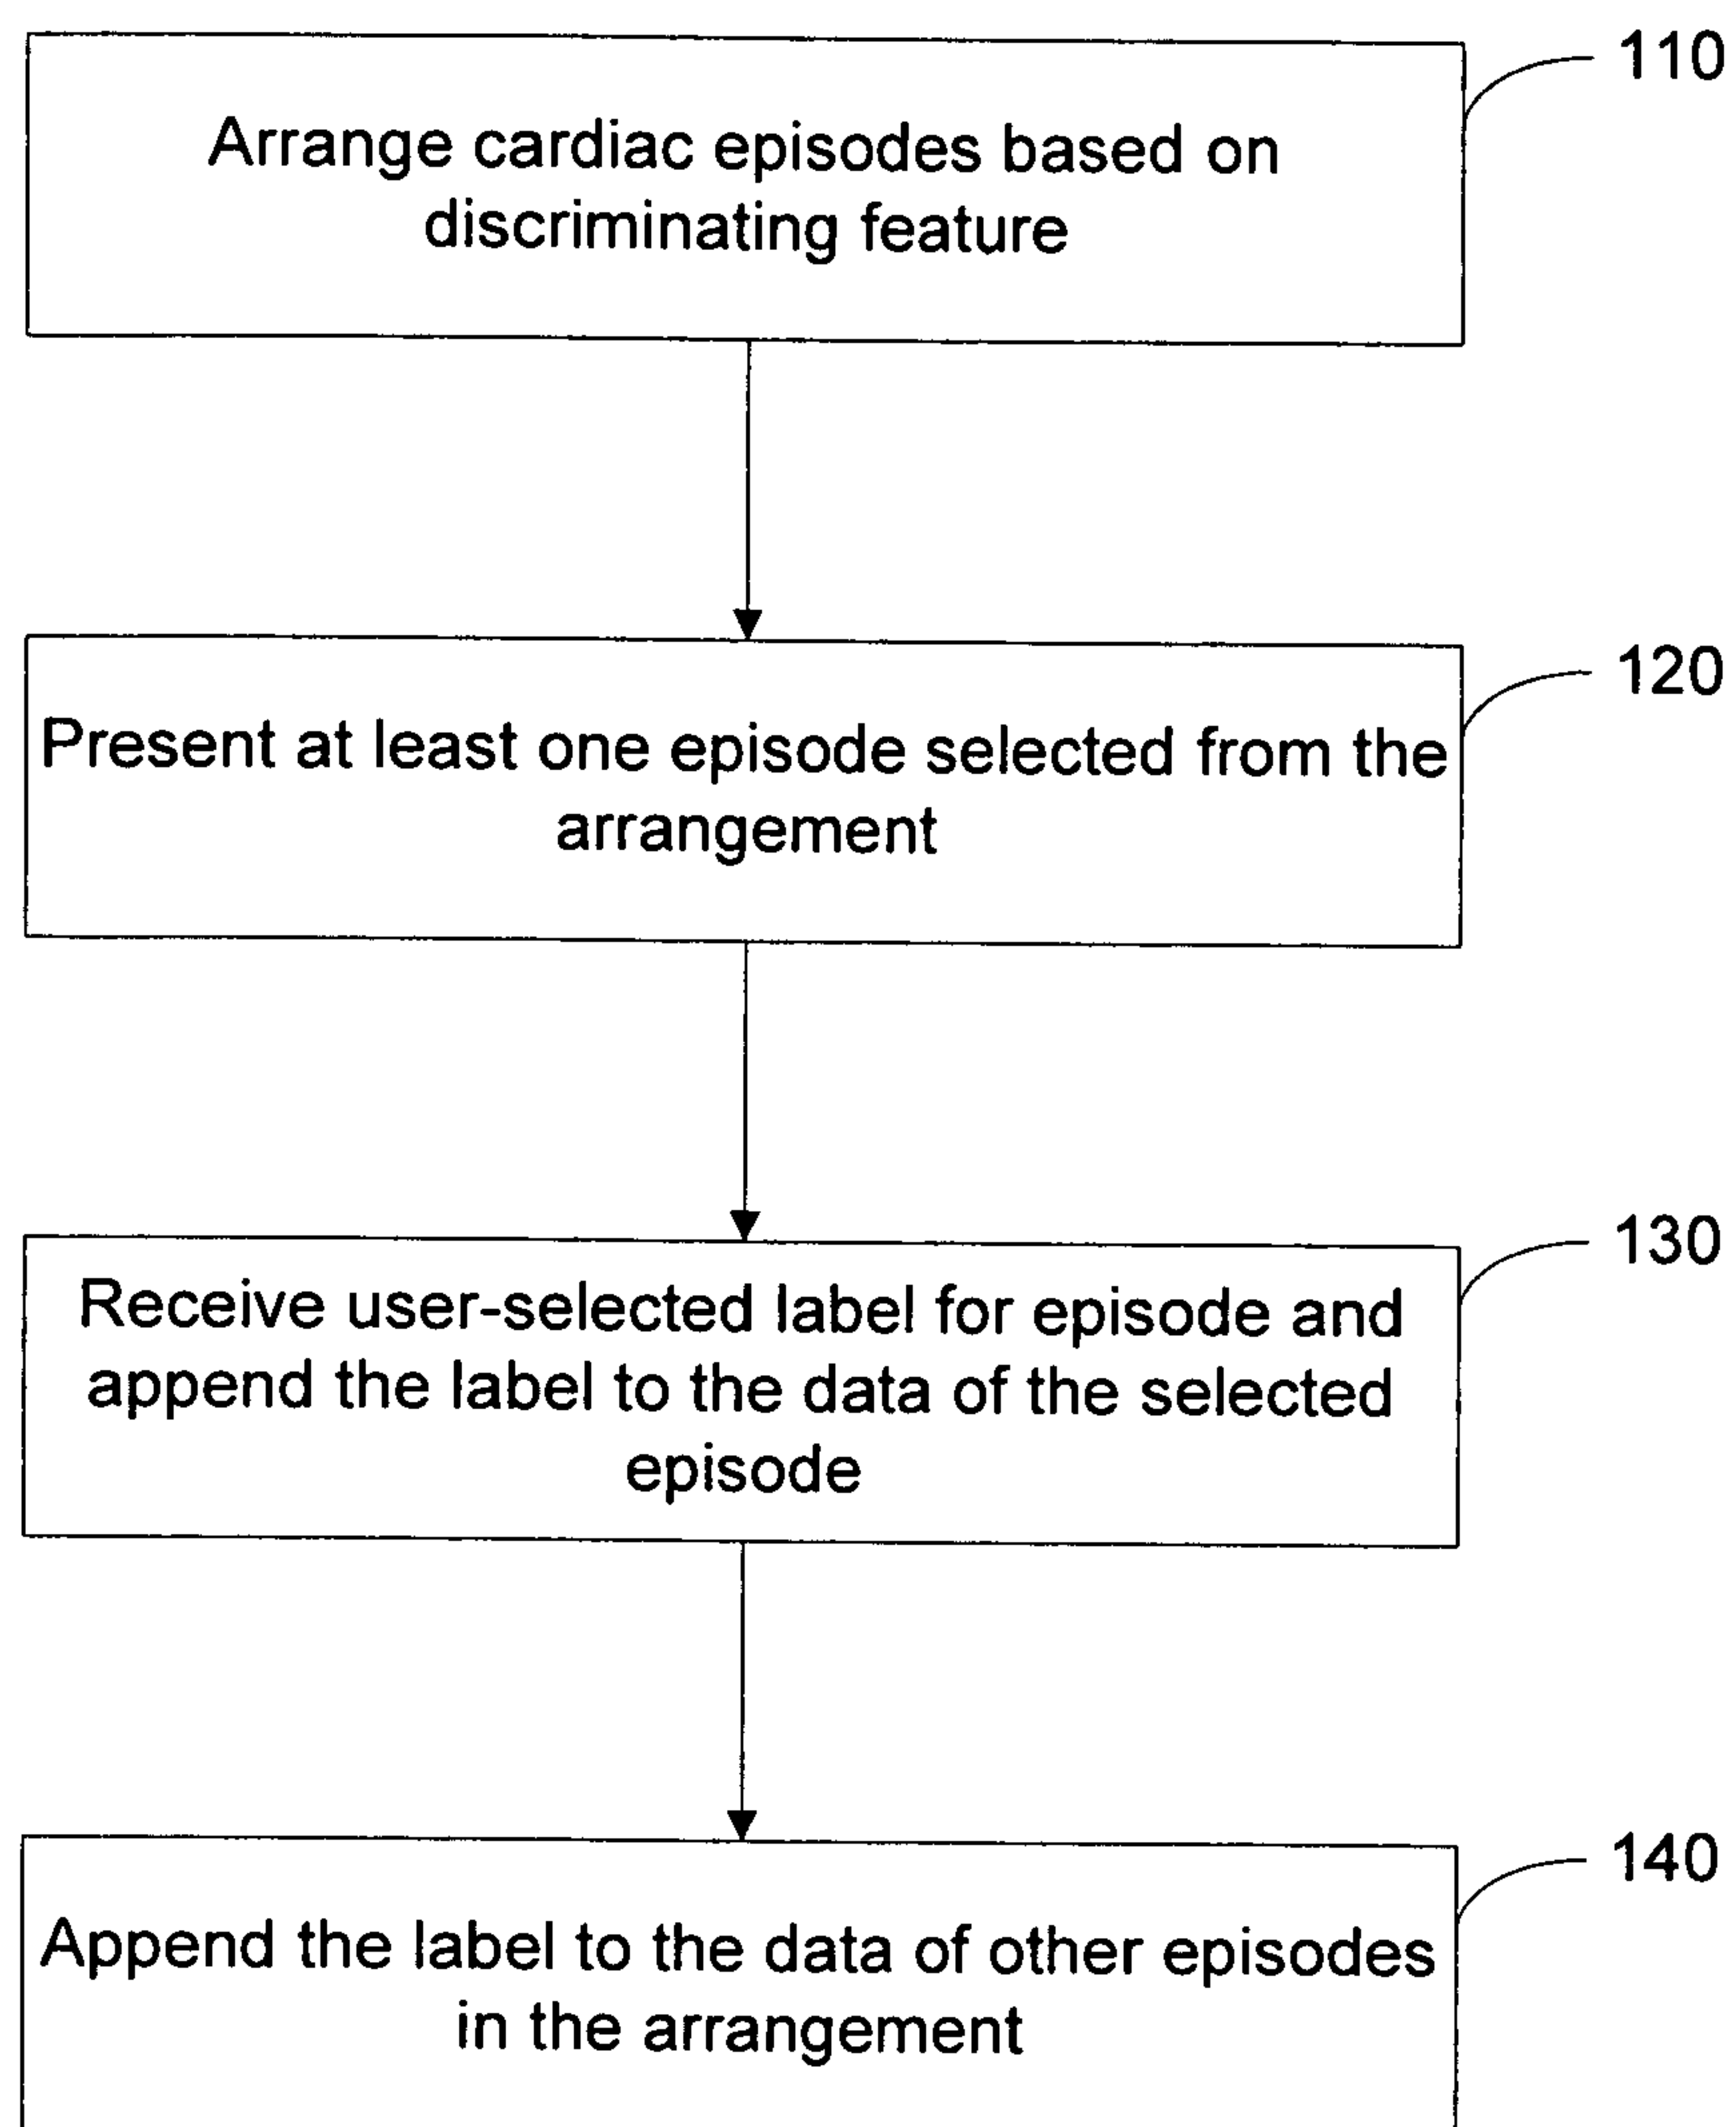 110
Arrange cardiac episodes based on
discriminating feature
120
Present at least one episode selected from the
arrangement
130
Receive user-selected label for episode and
append the label to the data of the selected
episode
140
Append the label to the data of other episodes
in the arrangement